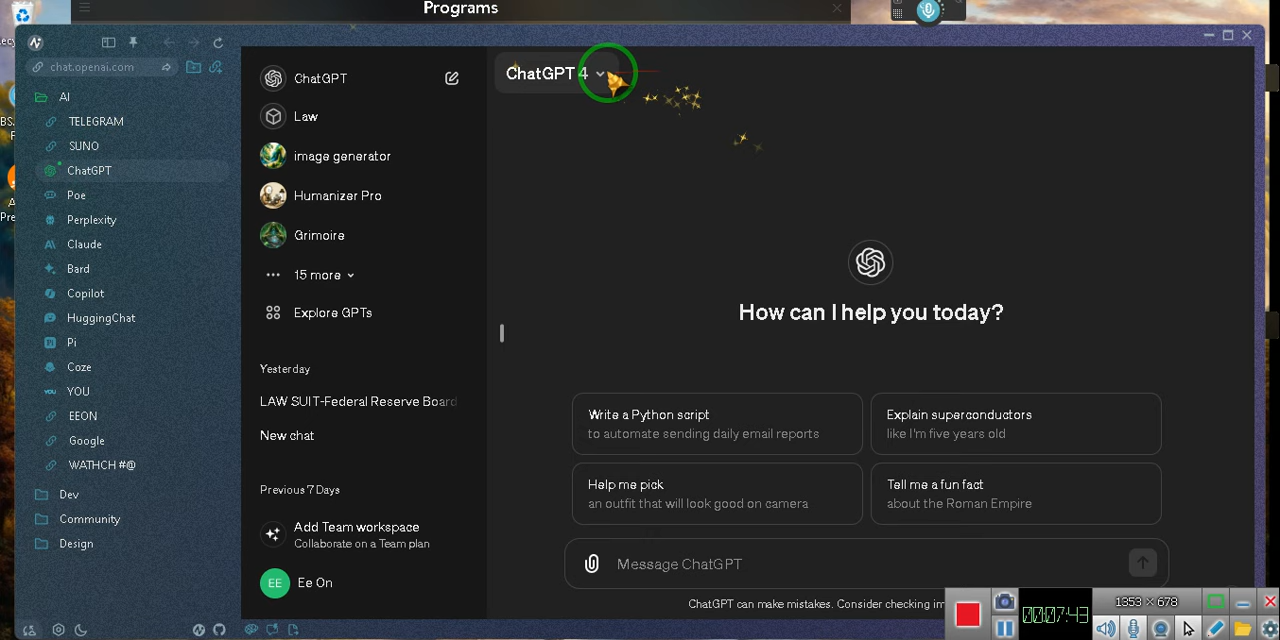 Programs
chat.openai.com
AI
TELEGRAM
SUNO
ChatGPT
Poe
Perplexity
Claude
Bard
Copilot
HuggingChat
Pi
Coze
YOU
EEON
Google
WATHCH #@
Dev
Community
Design
ChatGPT
Law
image generator
Humanizer Pro
Grimoire
15 more
Explore GPTs
Yesterday
LAW SUIT-Federal Reserve Board
New chat
Previous 7 Days
Add Team workspace
Collaborate on a Team plan
EE
Ee On
ChatGPT 4
How can I help you today?
Write a Python script
to automate sending daily email reports
Explain superconductors
like I'm five years old
Help me pick
an outfit that will look good on camera
Tell me a fun fact
about the Roman Empire
Message ChatGPT
ChatGPT can make mistakes. Consider checking
1353 × 678
00:07:43